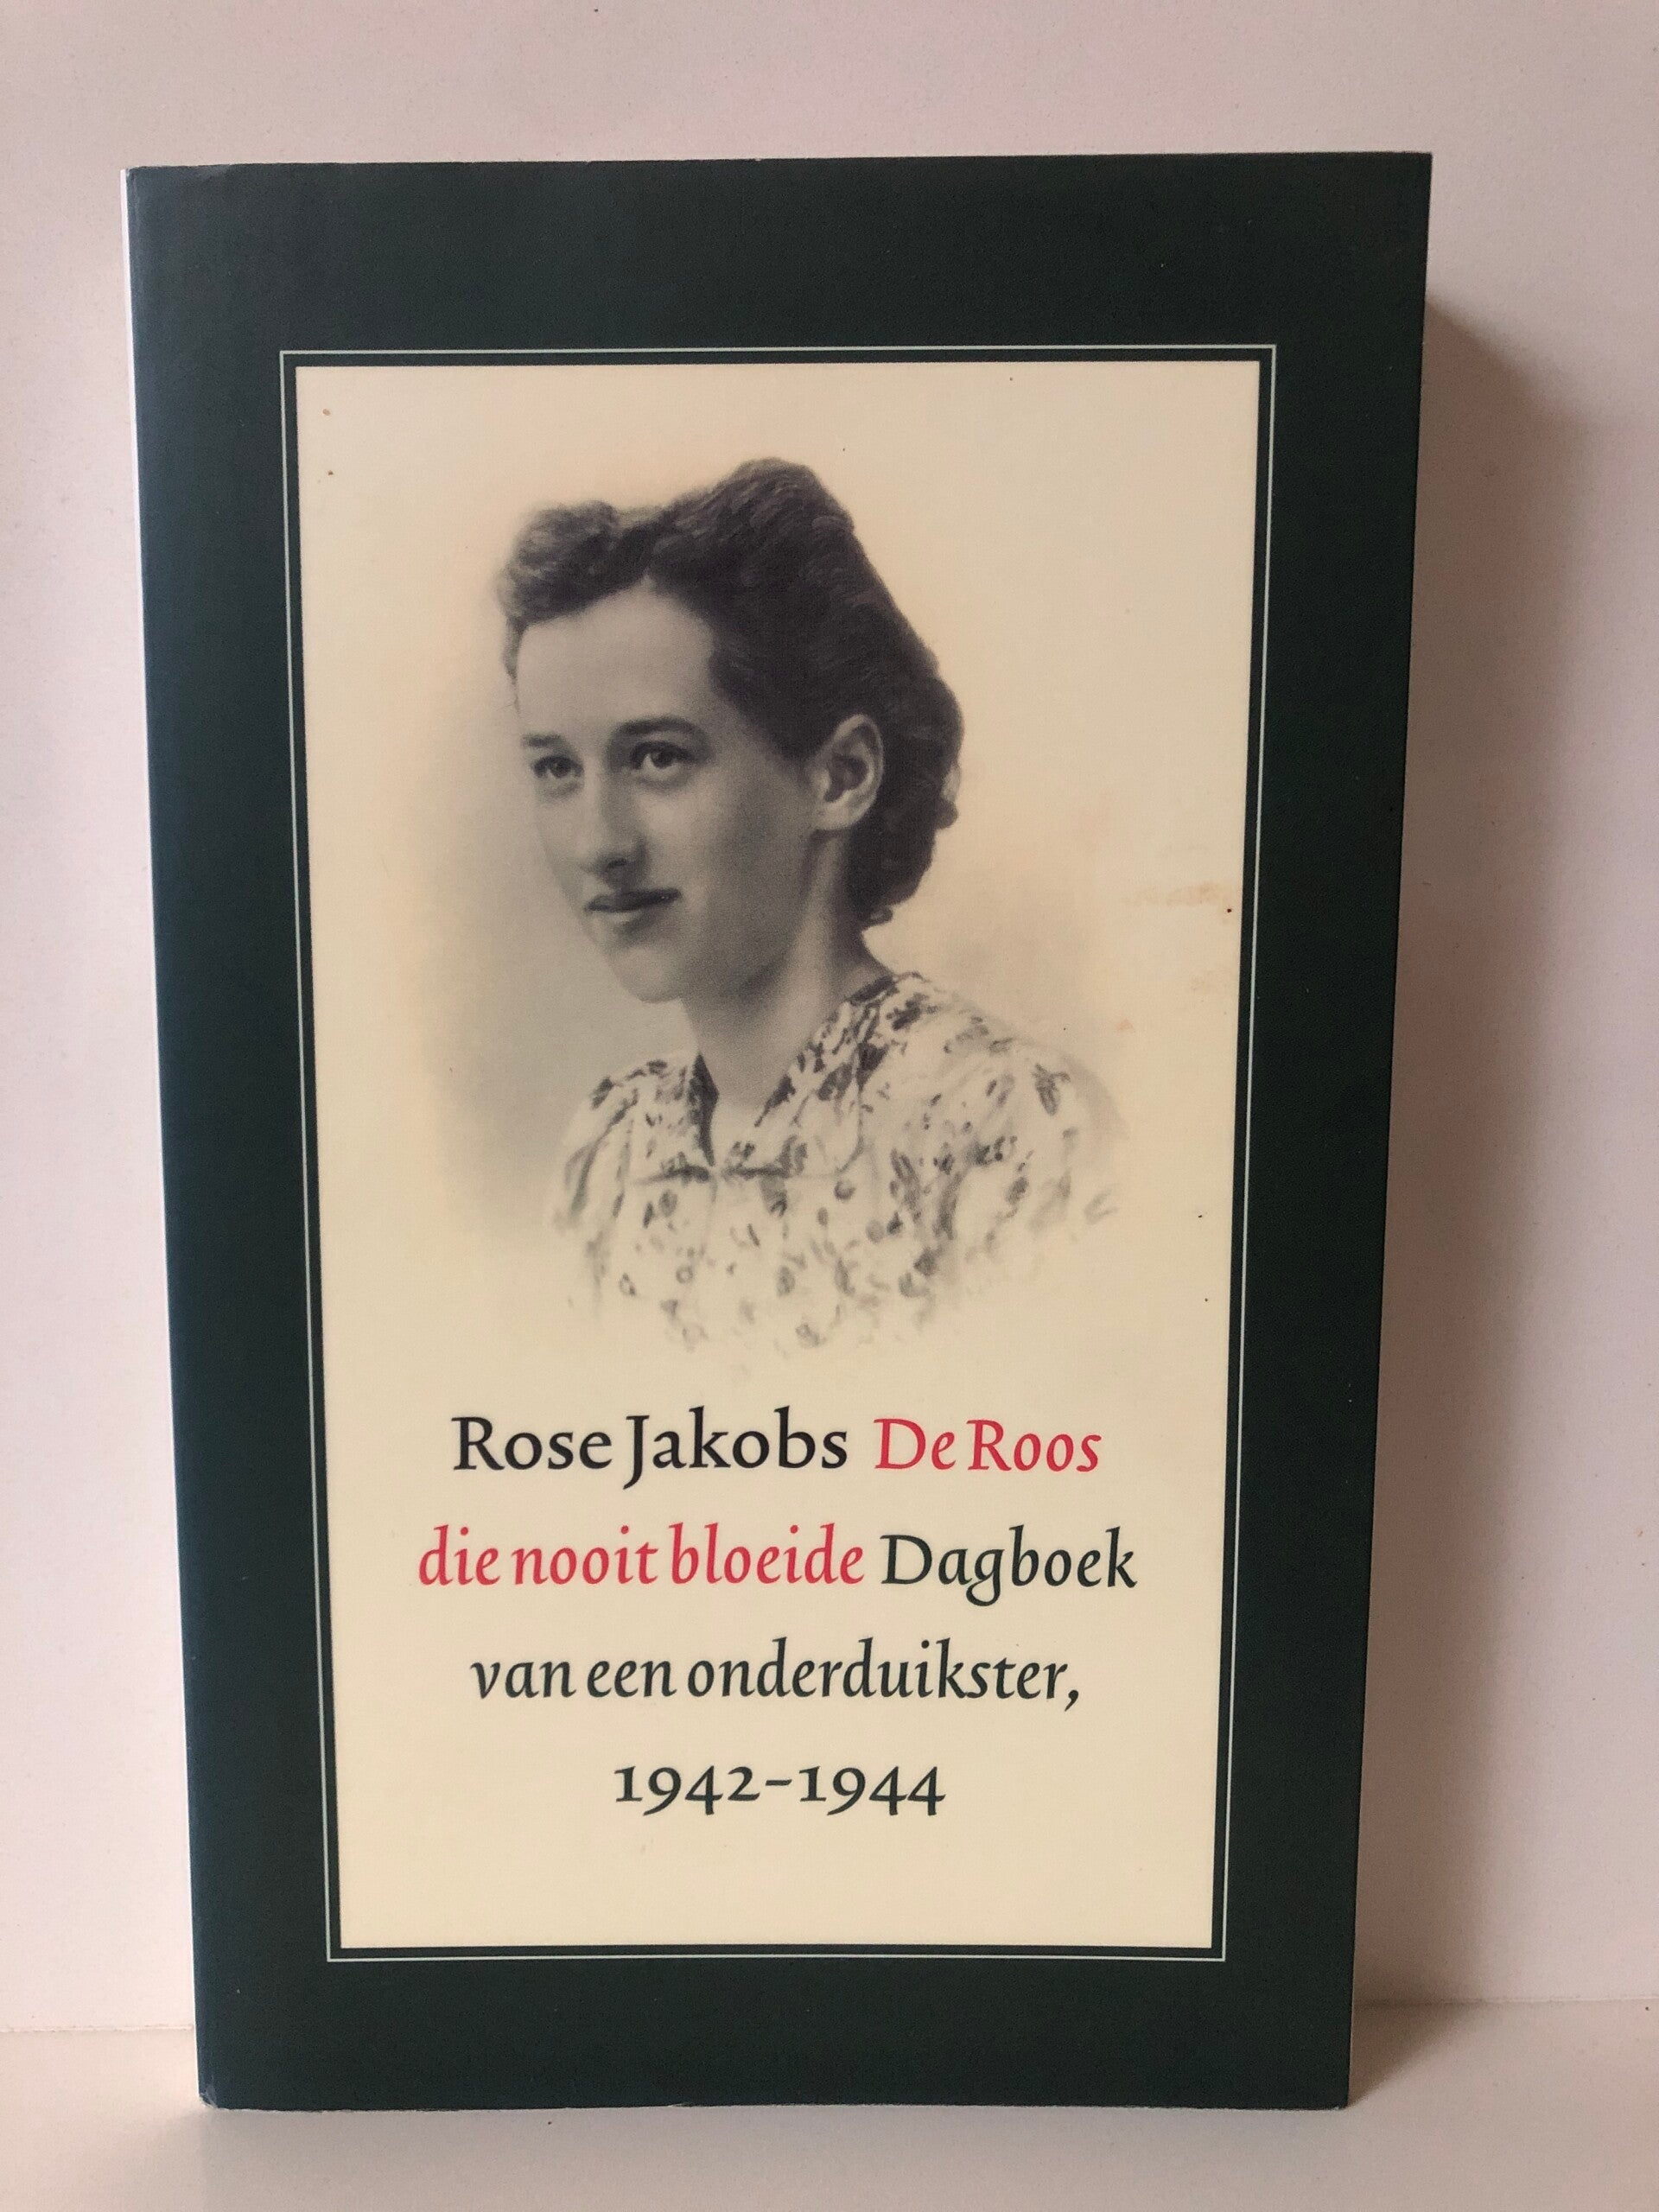 Rose Jakobs De Roos
die nooit bloeide Dagboek
van een onderduikster,
1942-1944